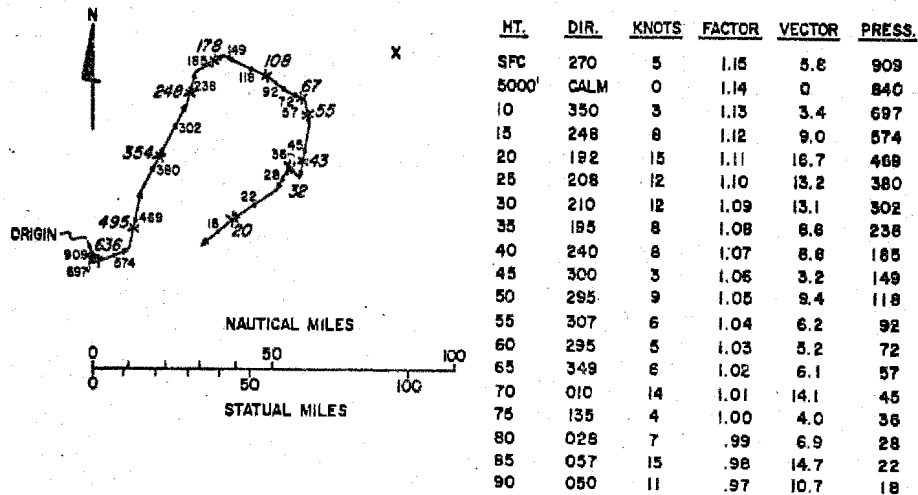 N
178
149
185
118
108
238
248
92
72
67
57
55
302
354
380
45
43
36
28
32
22
495
469
18
20
ORIGIN
636
909
697
574
X
NAUTICAL MILES
0 50 100
0 50 100
STATUAL MILES
HT. DIR. KNOTS FACTOR VECTOR PRESS.
SFC 270 5 1.15 5.8 909
5000' CALM 0 1.14 0 840
10 350 3 1.13 3.4 697
15 248 8 1.12 9.0 574
20 192 15 1.11 16.7 469
25 208 12 1.10 13.2 380
30 210 12 1.09 13.1 302
35 195 8 1.08 8.6 238
40 240 8 1.07 8.6 185
45 300 3 1.06 3.2 149
50 295 9 1.05 9.4 118
55 307 6 1.04 6.2 92
60 295 5 1.03 5.2 72
65 349 6 1.02 6.1 57
70 010 14 1.01 14.1 45
75 135 4 1.00 4.0 36
80 028 7 .99 6.9 28
85 057 15 .98 14.7 22
90 050 11 .97 10.7 18